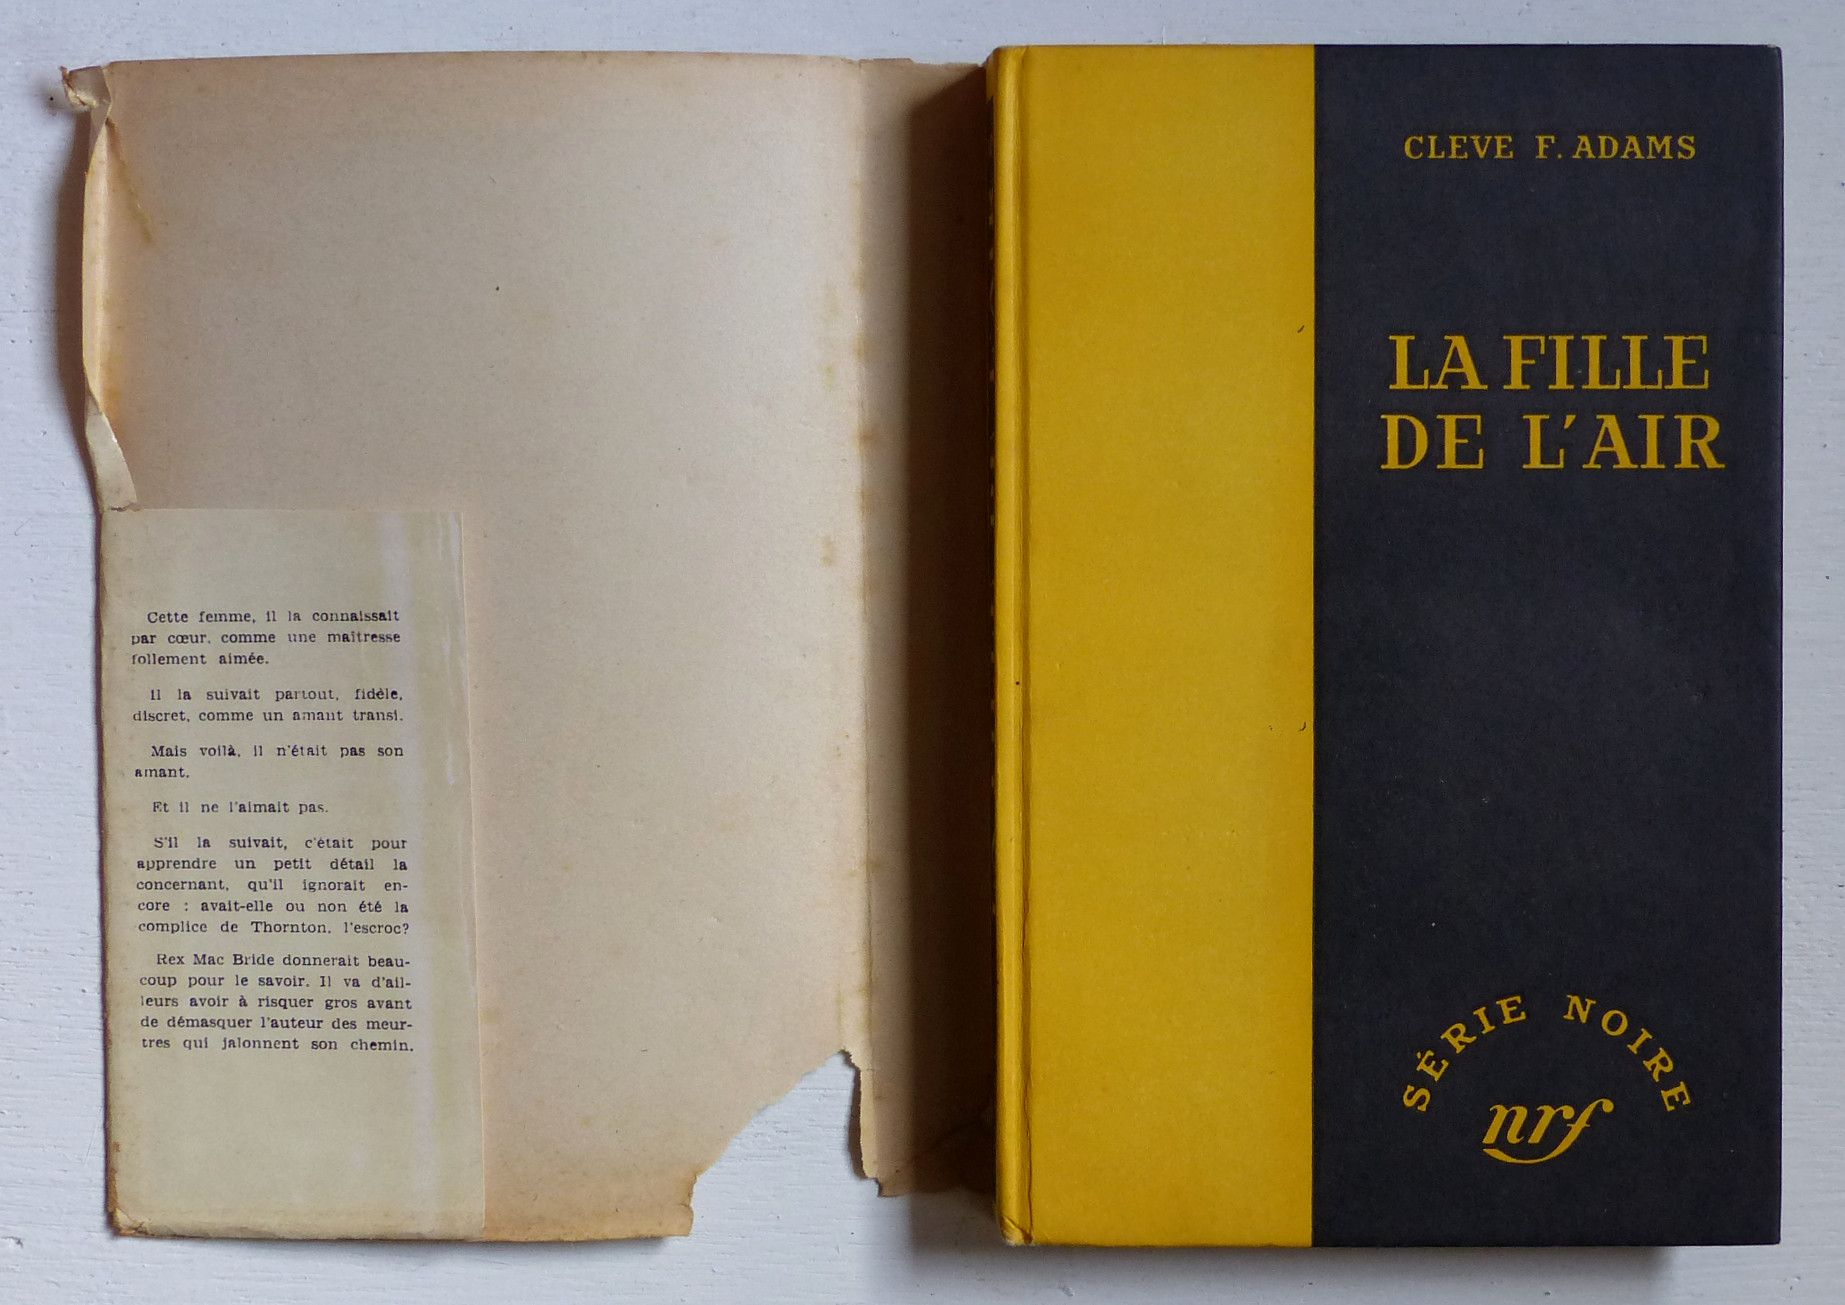 Cette femme, il la connaissait
par cœur, comme une maîtresse
follement aimée.
Il la suivait partout, fidèle,
discret, comme un amant transi.
Mais voilà, il n'était pas son
amant.
Et il ne l'aimait pas.
S'il la suivait, c'était pour
apprendre un petit détail la
concernant, qu'il ignorait en-
core : avait-elle ou non été la
complice de Thornton, l'escroc?
Rex Mac Bride donnerait beau-
coup pour le savoir. Il va d'ail-
leurs avoir à risquer gros avant
de démasquer l'auteur des meur-
tres qui jalonnent son chemin.
CLEVE F. ADAMS
LA FILLE
DE L'AIR
SÉRIE NOIRE
nrf